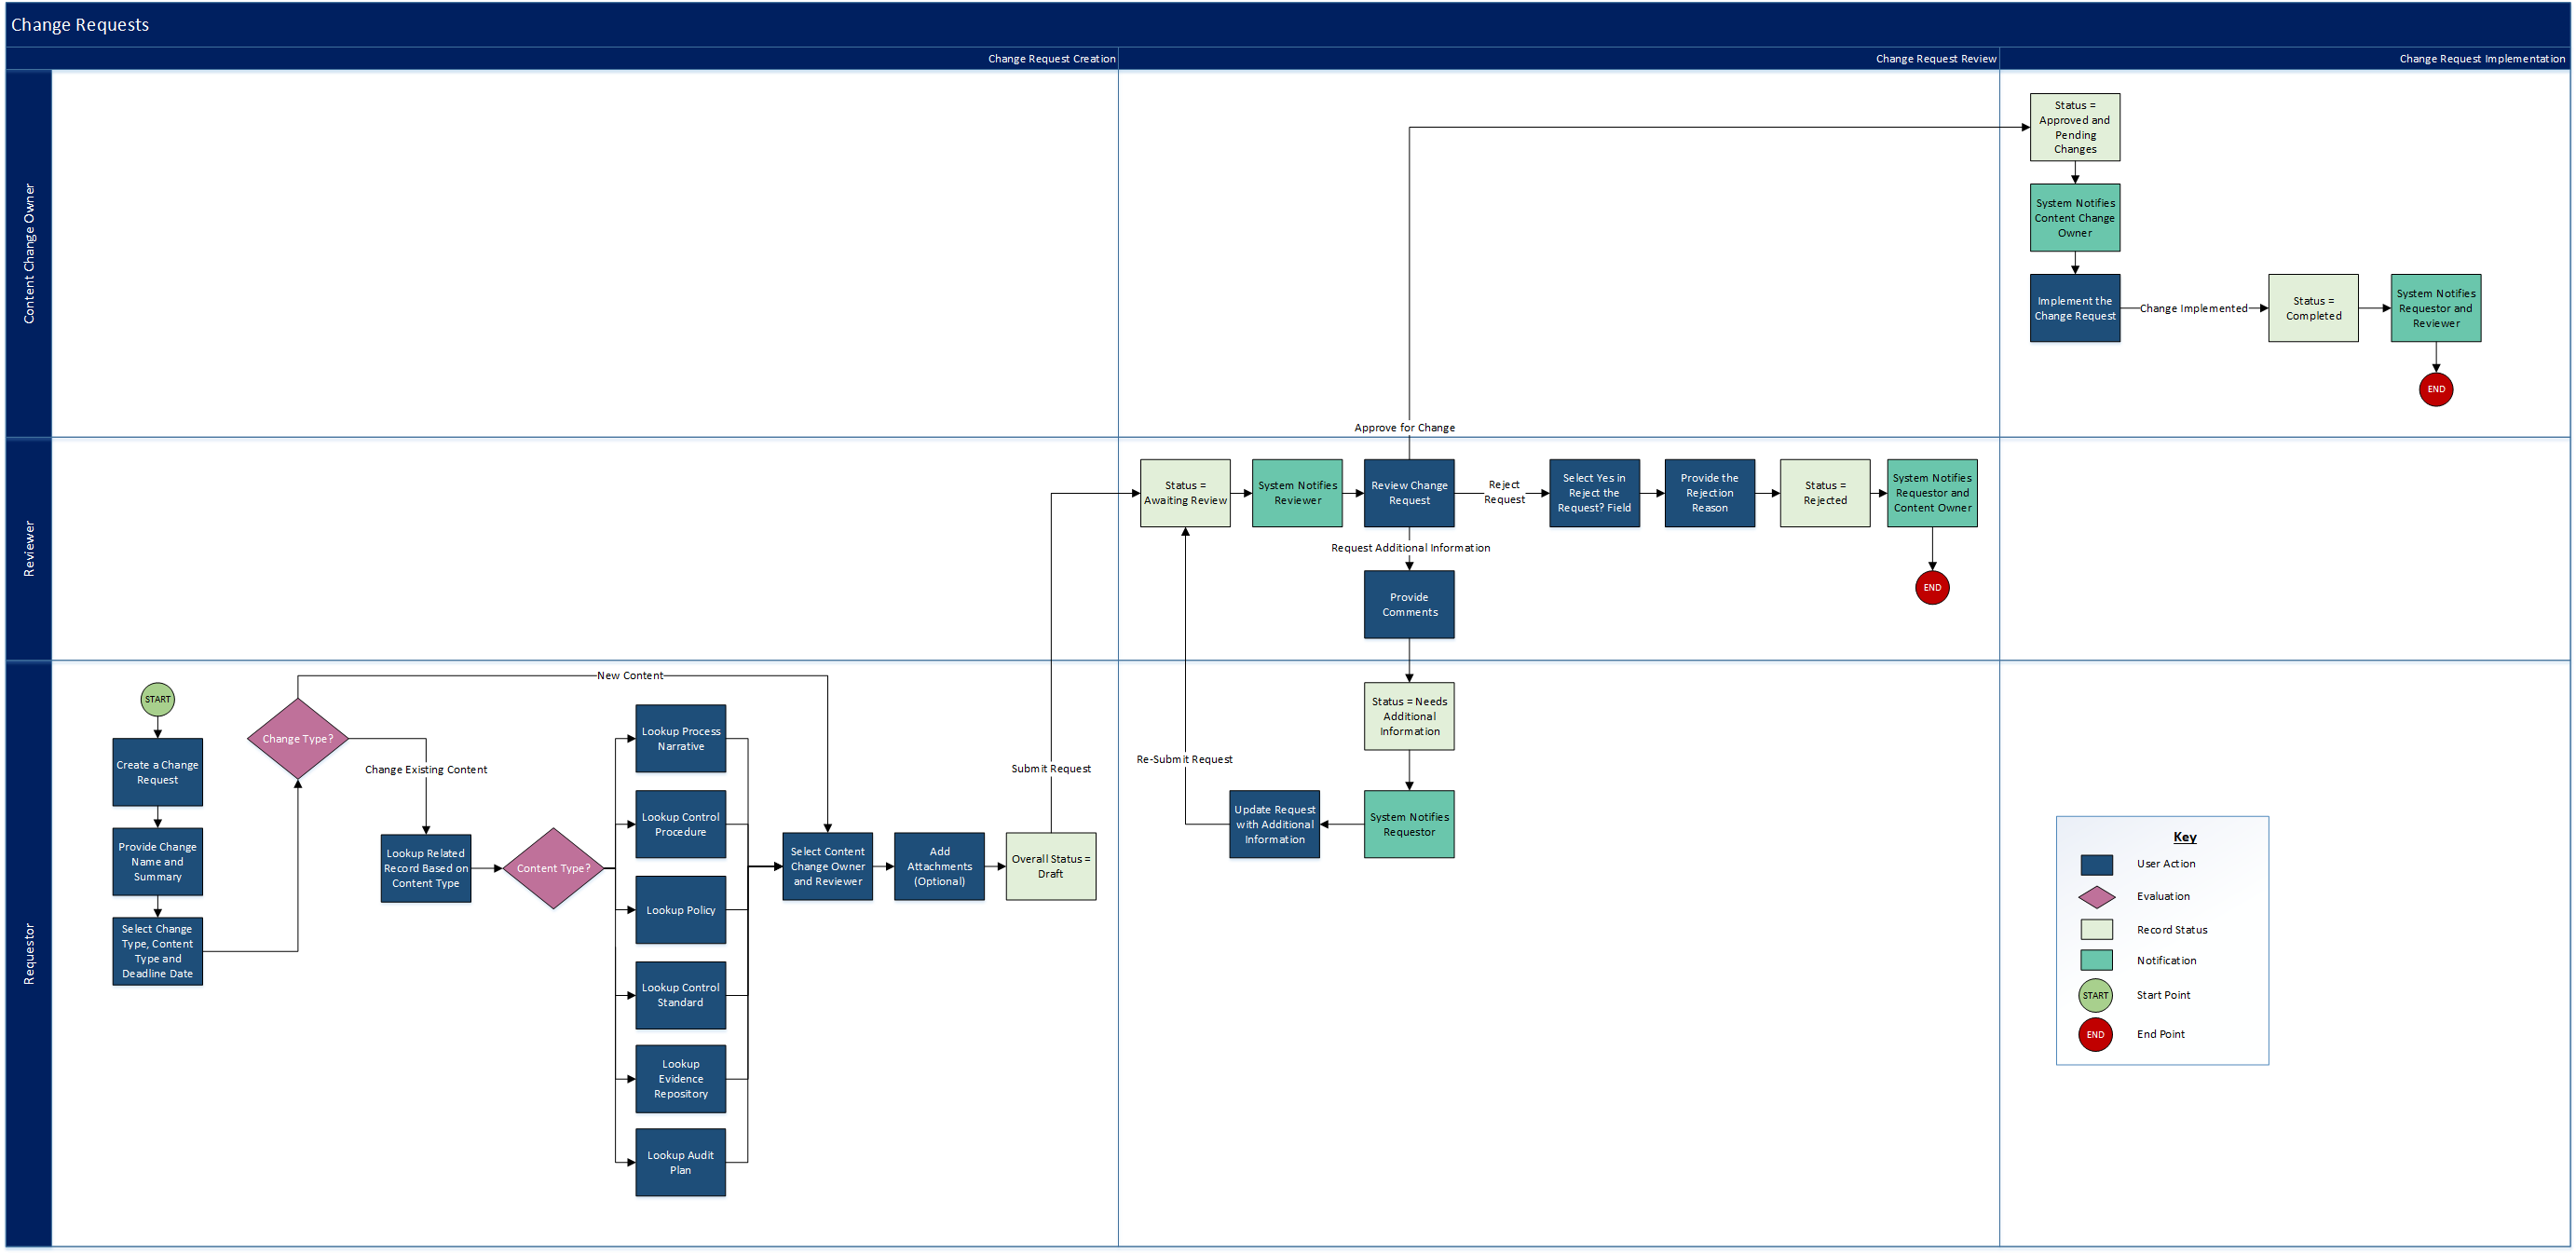 Change Requests
Change Request Creation
Change Request Review
Change Request Implementation
Content Change Owner
Status =
Approved and
Pending
Changes
System Notifies
Content Change
Owner
Implement the
Change Request
Change Implemented
Status =
Completed
System Notifies
Requestor and
Reviewer
END
Approve for Change
Reviewer
Status =
Awaiting Review
System Notifies
Reviewer
Review Change
Request
Reject
Request
Select Yes in
Reject the
Request? Field
Provide the
Rejection
Reason
Status =
Rejected
System Notifies
Requestor and
Content Owner
END
Request Additional Information
Provide
Comments
Requestor
START
Create a Change
Request
Provide Change
Name and
Summary
Select Change
Type, Content
Type and
Deadline Date
Change Type?
New Content
Change Existing Content
Lookup Related
Record Based on
Content Type
Content Type?
Lookup Process
Narrative
Lookup Control
Procedure
Lookup Policy
Lookup Control
Standard
Lookup
Evidence
Repository
Lookup Audit
Plan
Select Content
Change Owner
and Reviewer
Add
Attachments
(Optional)
Overall Status =
Draft
Submit Request
Status = Needs
Additional
Information
System Notifies
Requestor
Update Request
with Additional
Information
Re-Submit Request
Key
User Action
Evaluation
Record Status
Notification
START
Start Point
END
End Point